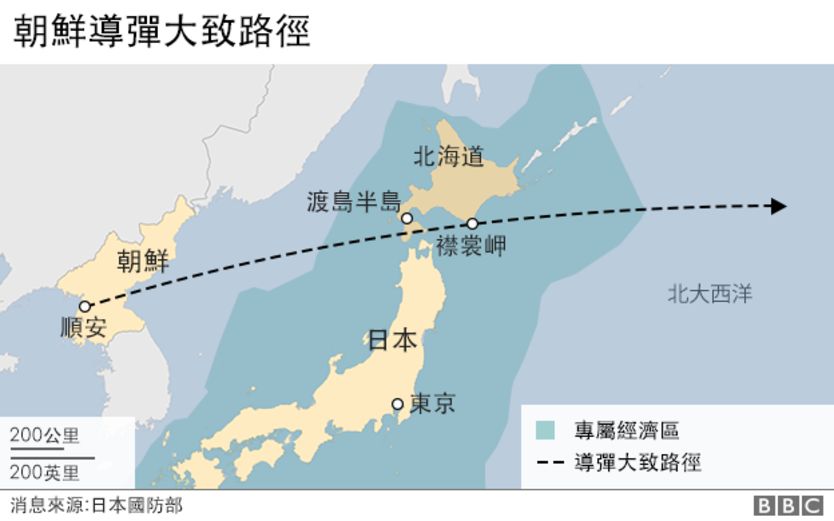 朝鮮導彈大致路徑
北海道
渡島半島
襟裳岬
朝鮮
順安
北大西洋
日本
東京
200公里
200英里
專屬經濟區
導彈大致路徑
消息來源:日本國防部
BBC